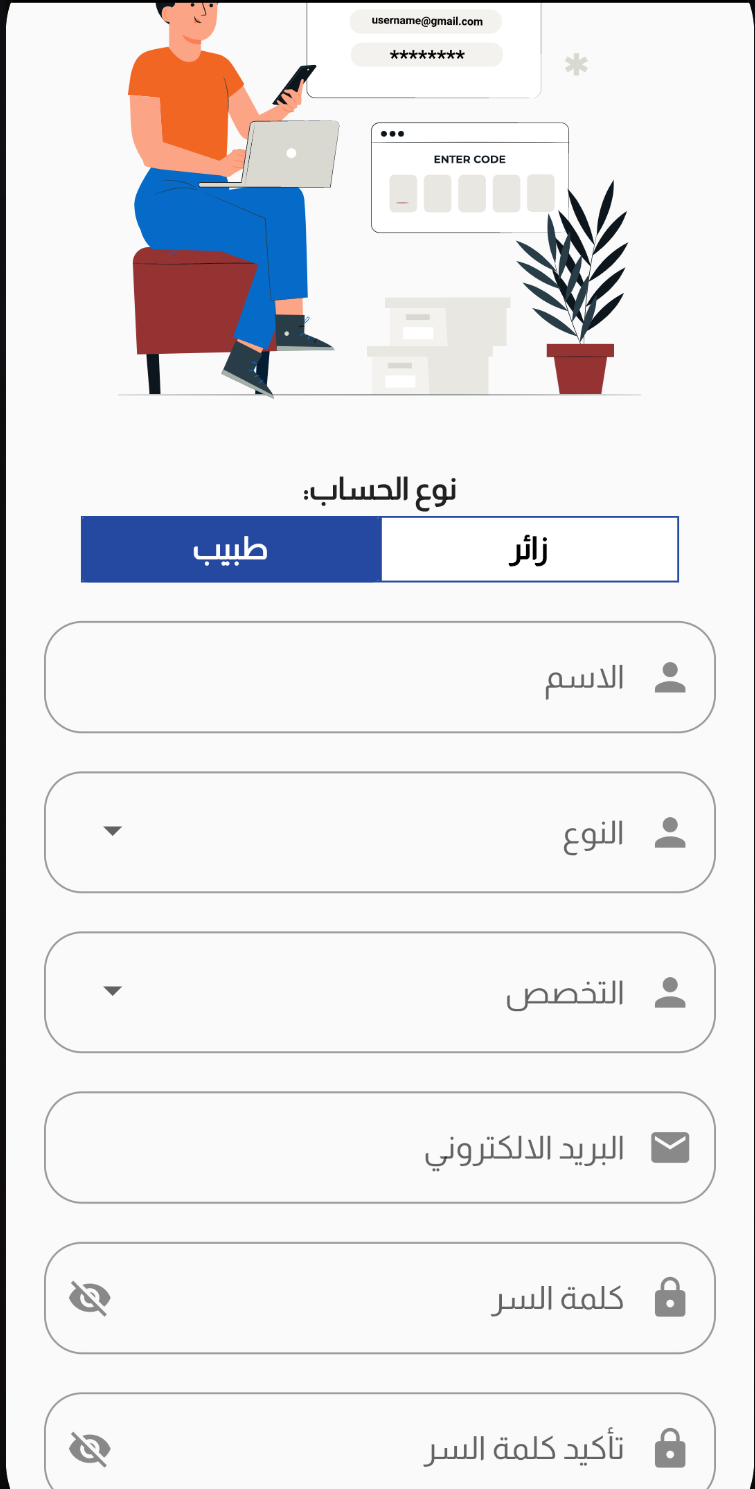 username@gmail.com
********
ENTER CODE
نوع الحساب:
زائر
طبيب
الاسم
النوع
التخصص
البريد الالكتروني
كلمة السر
تأكيد كلمة السر